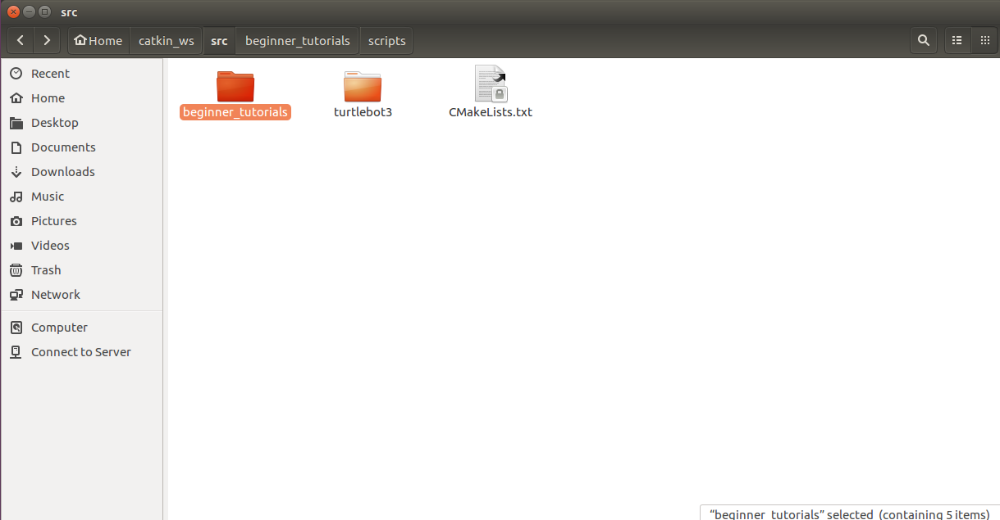 src
Home catkin_ws src beginner_tutorials scripts
Recent
Home
Desktop
Documents
Downloads
Music
Pictures
Videos
Trash
Network
Computer
Connect to Server
beginner_tutorials turtlebot3 CMakeLists.txt
“beginner_tutorials” selected (containing 5 items)